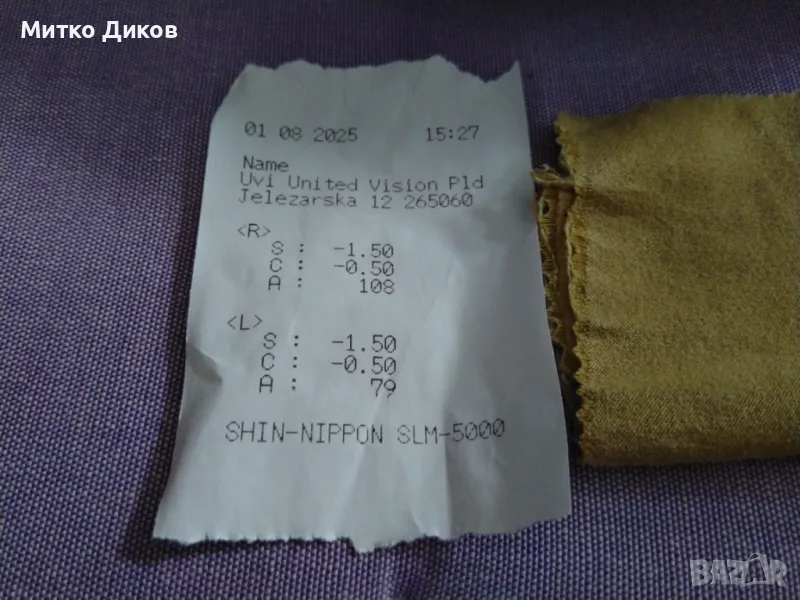 Митко Диков
01 08 2025 15:27
Name
Uvi United Vision Pld
Jelezarska 12 265060
<R>
S : -1.50
C : -0.50
A : 108
<L>
S : -1.50
C : -0.50
A : 79
SHIN-NIPPON SLM-5000
BAZAR